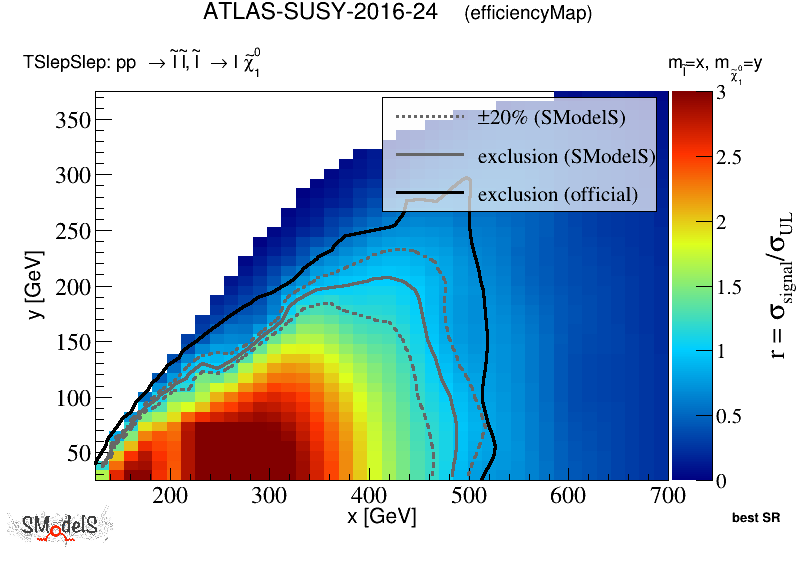 ATLAS-SUSY-2016-24 (efficiencyMap)
TSlepSlep: pp → l̃ l̃, l̃ → l χ̃₁⁰
m_l̃=x, m_χ̃₁⁰=y
±20% (SModelS)
exclusion (SModelS)
exclusion (official)
350
300
250
200
150
100
50
y [GeV]
200
300
400
500
600
700
x [GeV]
3
2.5
2
1.5
1
0.5
0
r = σ_signal/σ_UL
SModelS
best SR